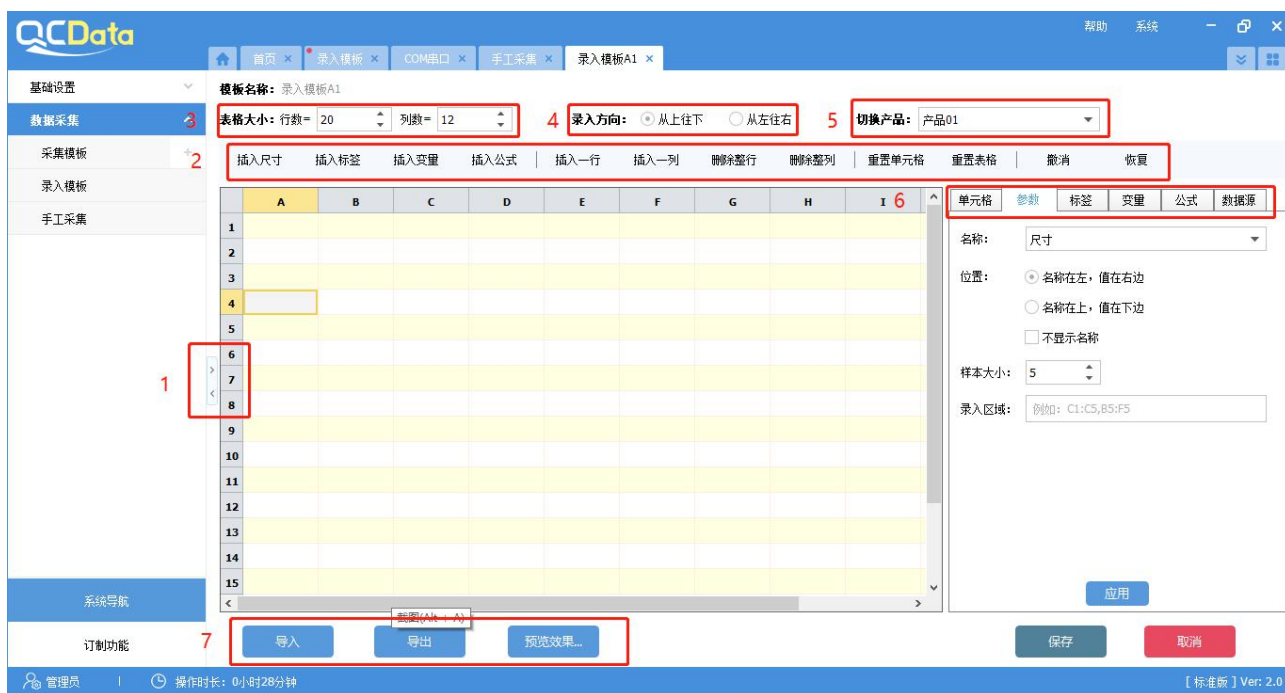 QCData
帮助 系统
首页 录入模板 COM串口 手工采集 录入模板A1
基础设置
模板名称：录入模板A1
数据采集
3 表格大小：行数= 20 列数= 12 4 录入方向： 从上往下 从左往右 5 切换产品： 产品01
采集模板
2 插入尺寸 插入标签 插入变量 插入公式 插入一行 插入一列 删除整行 删除整列 重置单元格 重置表格 撤消 恢复
录入模板
手工采集
A B C D E F G H I 6 单元格 参数 标签 变量 公式 数据源
1
名称： 尺寸
2
3 位置： 名称在左，值在右边
4 名称在上，值在下边
5 不显示名称
6
1 7 样本大小： 5
8 录入区域： 例如：C1:C5,B5:F5
9
10
11
12
13
14
15
系统导航 应用
截图(Alt + A)
订制功能 7 导入 导出 预览效果... 保存 取消
管理员 操作时长：0小时28分钟 [ 标准版 ] Ver: 2.0